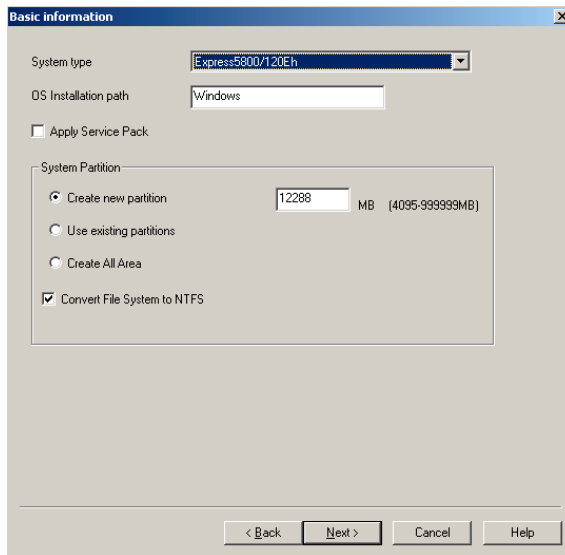 Basic information
System type Express5800/120Eh
OS Installation path Windows
Apply Service Pack
System Partition
Create new partition 12288 MB (4095-999999MB)
Use existing partitions
Create All Area
Convert File System to NTFS
< Back Next > Cancel Help